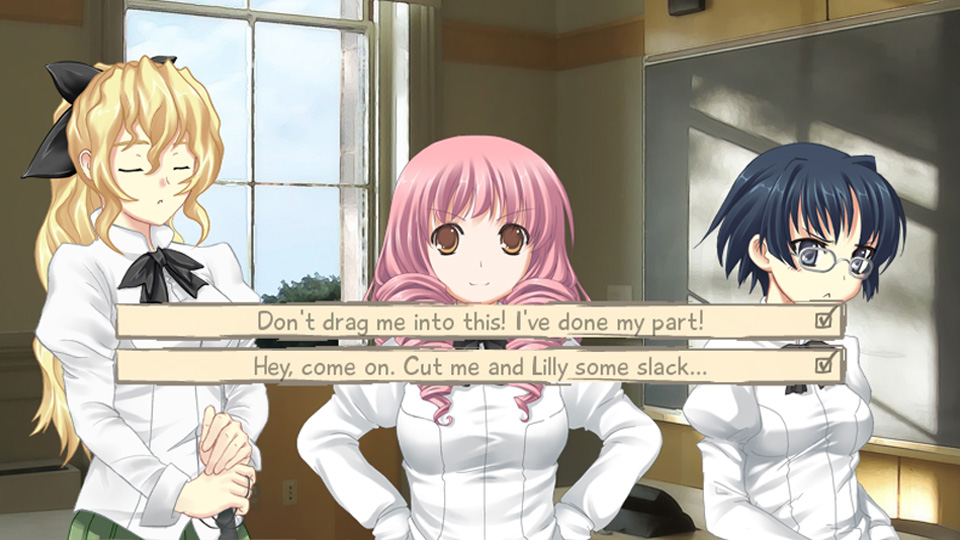 Don't drag me into this! I've done my part!
Hey, come on. Cut me and Lilly some slack...